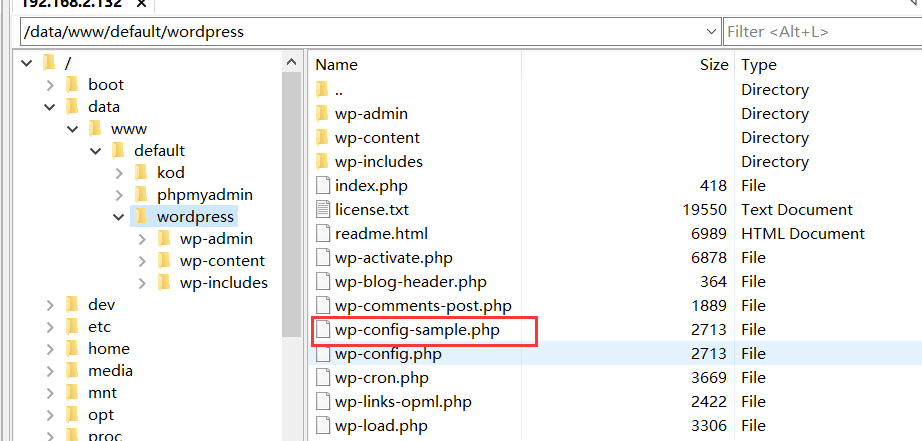 192.168.2.132 ×
/data/www/default/wordpress
Filter <Alt+L>
/
boot
data
www
default
kod
phpmyadmin
wordpress
wp-admin
wp-content
wp-includes
dev
etc
home
media
mnt
opt
proc
Name Size Type
.. Directory
wp-admin Directory
wp-content Directory
wp-includes Directory
index.php 418 File
license.txt 19550 Text Document
readme.html 6989 HTML Document
wp-activate.php 6878 File
wp-blog-header.php 364 File
wp-comments-post.php 1889 File
wp-config-sample.php 2713 File
wp-config.php 2713 File
wp-cron.php 3669 File
wp-links-opml.php 2422 File
wp-load.php 3306 File